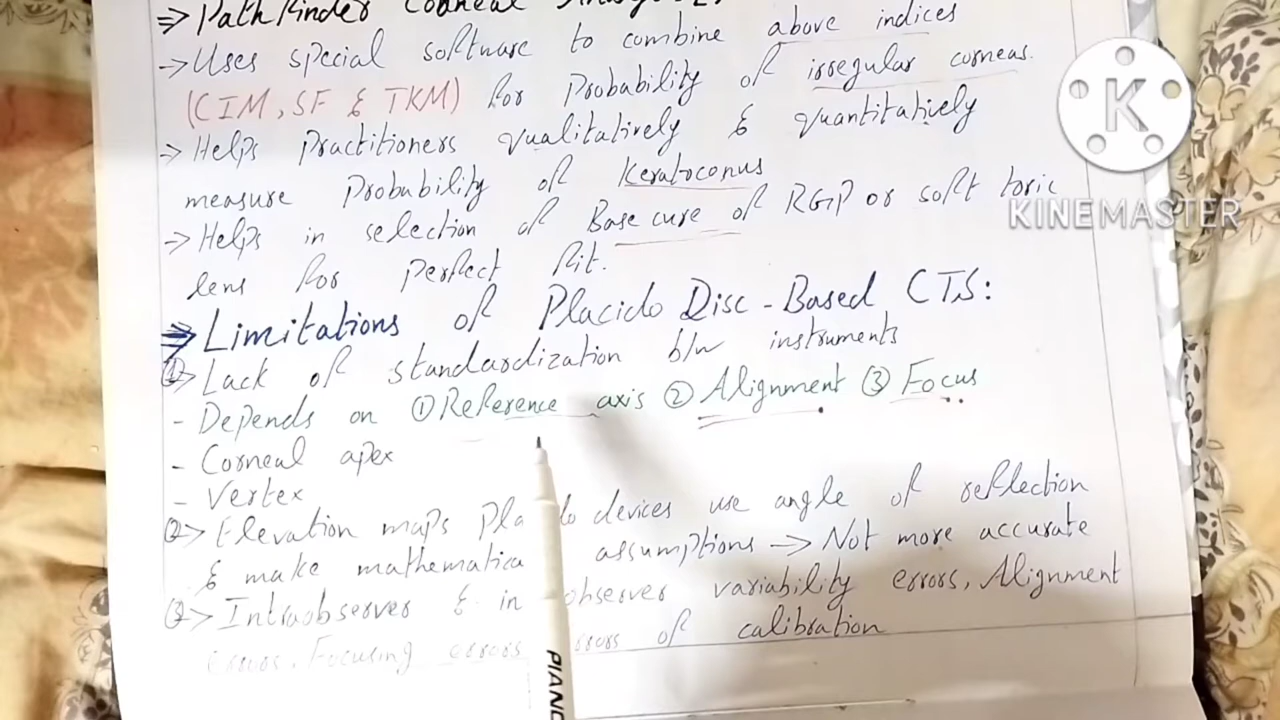 ⇒ PathFinder Corneal Analysis:
→ Uses special software to combine above indices
(CIM, SF & TKM) for Probability of irregular corneas.
→ Helps Practitioners qualitatively & quantitatively
measure Probability of Keratoconus
→ Helps in selection of Base cure of RGP or soft toric
lens for perfect fit.
⇒ Limitations of Placido Disc-Based CTS:
①> Lack of standardization b/w instruments
- Depends on ① Reference axis ② Alignment ③ Focus
- Corneal apex
- Vertex
②> Elevation maps devices use angle of reflection
& make assumptions → Not more accurate
③> Intraobserver & observer variability errors, Alignment
errors, Focusing errors of calibration
K
KINEMASTER
PIANO